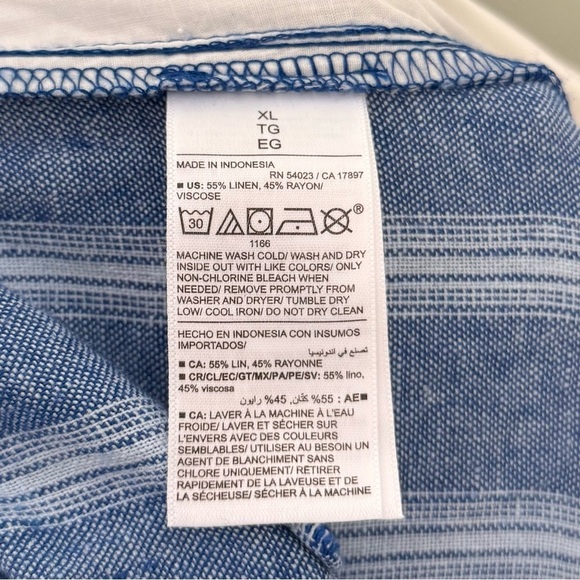 XL
TG
EG
MADE IN INDONESIA
RN 54023 / CA 17897
■ US: 55% LINEN, 45% RAYON/
VISCOSE
30
®
1166
MACHINE WASH COLD/ WASH AND DRY
INSIDE OUT WITH LIKE COLORS/ ONLY
NON-CHLORINE BLEACH WHEN
NEEDED/ REMOVE PROMPTLY FROM
WASHER AND DRYER/ TUMBLE DRY
LOW/ COOL IRON/ DO NOT DRY CLEAN
HECHO EN INDONESIA CON INSUMOS
IMPORTADOS/
تصنع في اندونيسيا
■ CA: 55% LIN, 45% RAYONNE
■ CR/CL/EC/GT/MX/PA/PE/SV: 55% lino,
45% viscosa
■AE : 55% كتّان, 45% رايون
■ CA: LAVER À LA MACHINE À L'EAU
FROIDE/ LAVER ET SÉCHER SUR
L'ENVERS AVEC DES COULEURS
SEMBLABLES/ UTILISER AU BESOIN UN
AGENT DE BLANCHIMENT SANS
CHLORE UNIQUEMENT/ RETIRER
RAPIDEMENT DE LA LAVEUSE ET DE
LA SÉCHEUSE/ SÉCHER À LA MACHINE